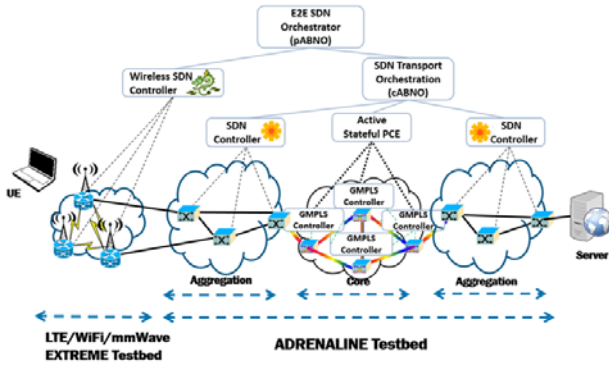 E2E SDN
Orchestrator
(pABNO)
Wireless SDN
Controller
SDN Transport
Orchestration
(cABNO)
SDN
Controller
Active
Stateful PCE
SDN
Controller
UE
GMPLS
Controller
GMPLS
Controller
GMPLS
Controller
GMPLS
Controller
Server
Aggregation
Core
Aggregation
LTE/WiFi/mmWave
EXTREME Testbed
ADRENALINE Testbed